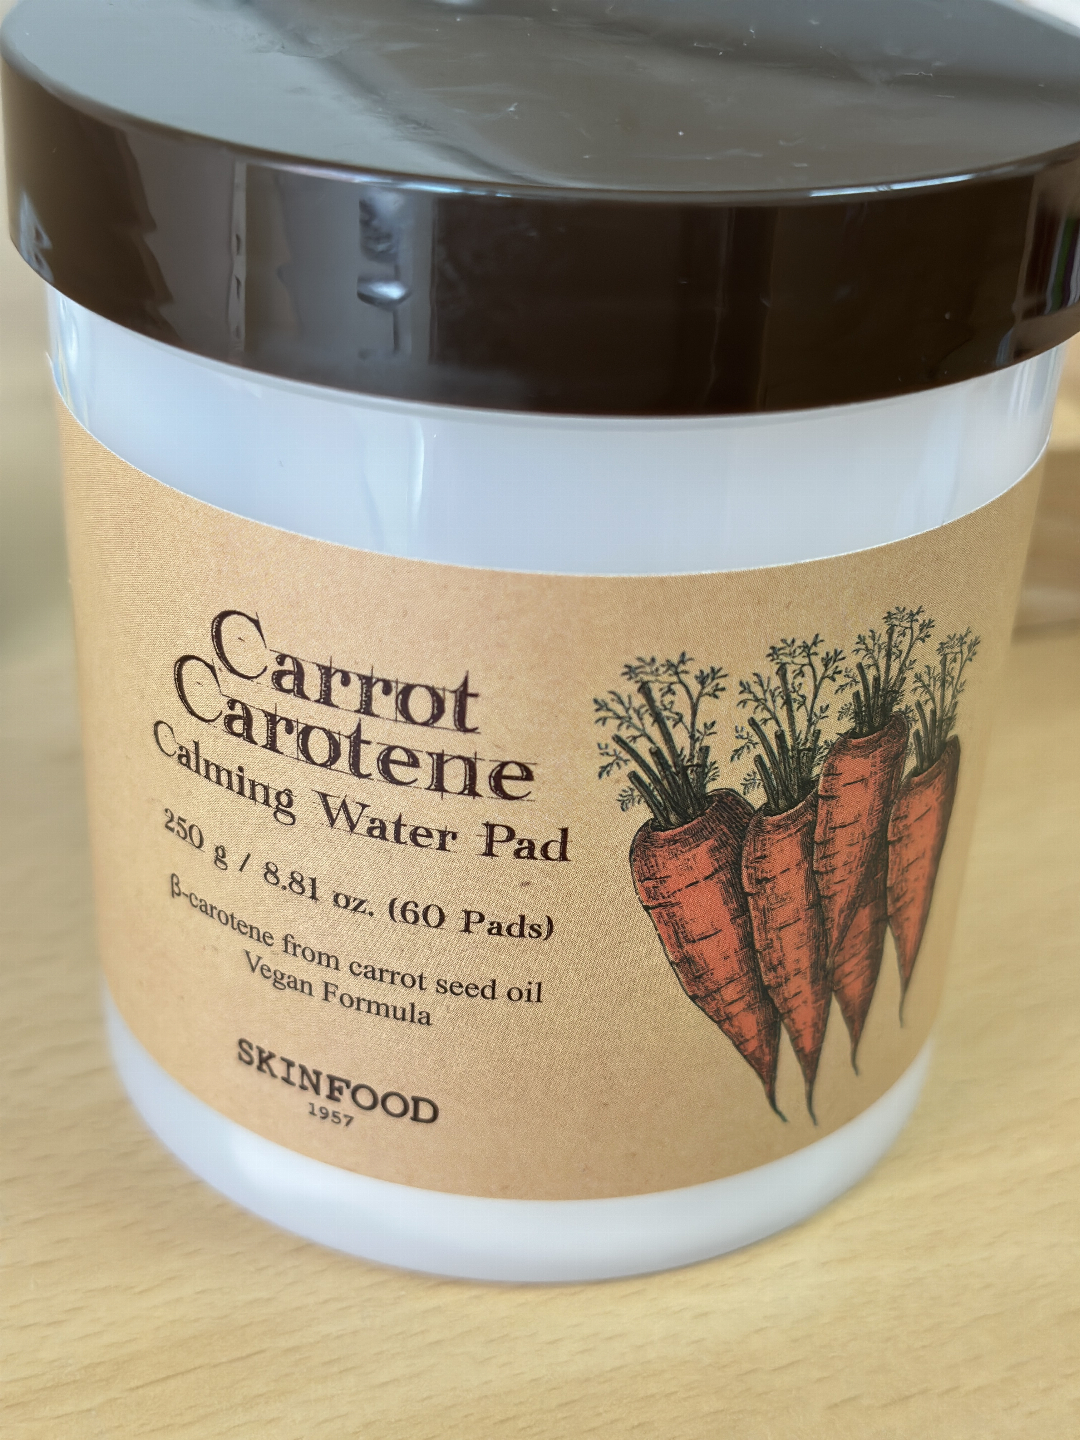 Carrot
Carotene
Calming Water Pad
250 g / 8.81 oz. (60 Pads)
β-carotene from carrot seed oil
Vegan Formula
SKINFOOD
1957